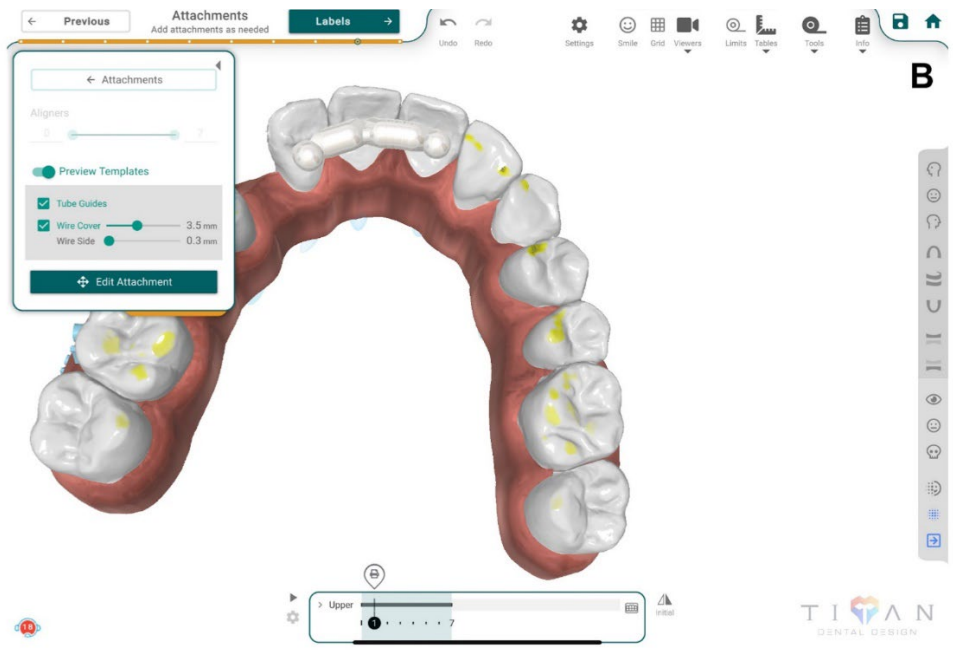 Previous
Attachments
Add attachments as needed
Labels
Undo
Redo
Settings
Smile
Grid
Viewers
Limits
Tables
Tools
Info
B
Attachments
Aligners
0
7
Preview Templates
Tube Guides
Wire Cover
3.5 mm
Wire Side
0.3 mm
Edit Attachment
Upper
1
7
Initial
18
TITAN
DENTAL DESIGN